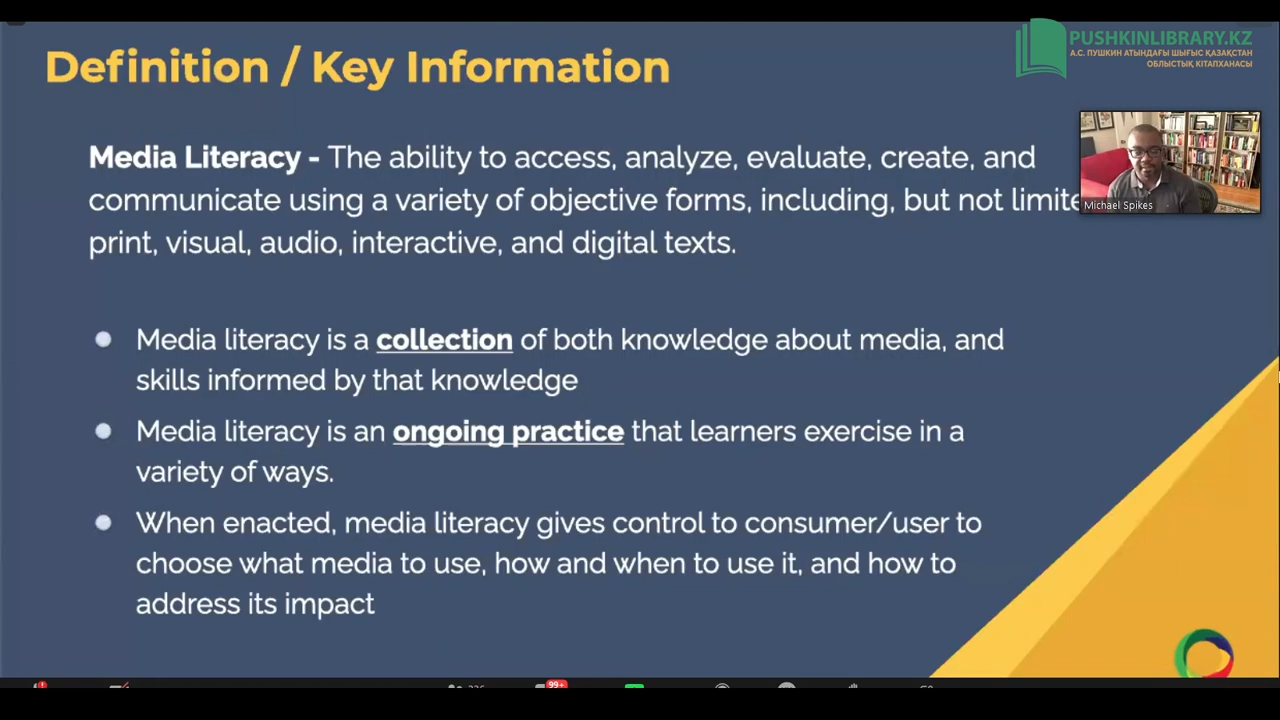 Definition / Key Information
PUSHKINLIBRARY.KZ
А.С. ПУШКИН АТЫНДАҒЫ ШЫҒЫС ҚАЗАҚСТАН
ОБЛЫСТЫҚ КІТАПХАНАСЫ
Media Literacy - The ability to access, analyze, evaluate, create, and
communicate using a variety of objective forms, including, but not limite
print, visual, audio, interactive, and digital texts.
Michael Spikes
Media literacy is a collection of both knowledge about media, and
skills informed by that knowledge
Media literacy is an ongoing practice that learners exercise in a
variety of ways.
When enacted, media literacy gives control to consumer/user to
choose what media to use, how and when to use it, and how to
address its impact
99+